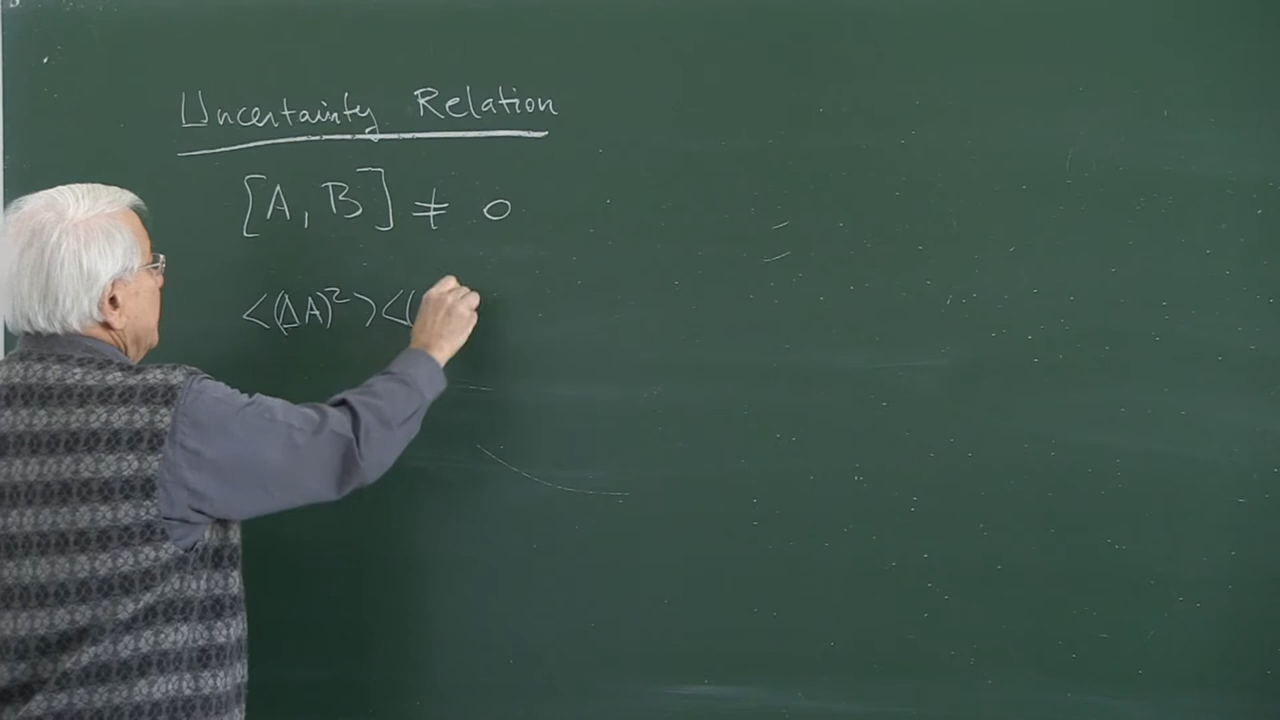 Uncertainty Relation
[A, B] ≠ 0
<(ΔA)²><(